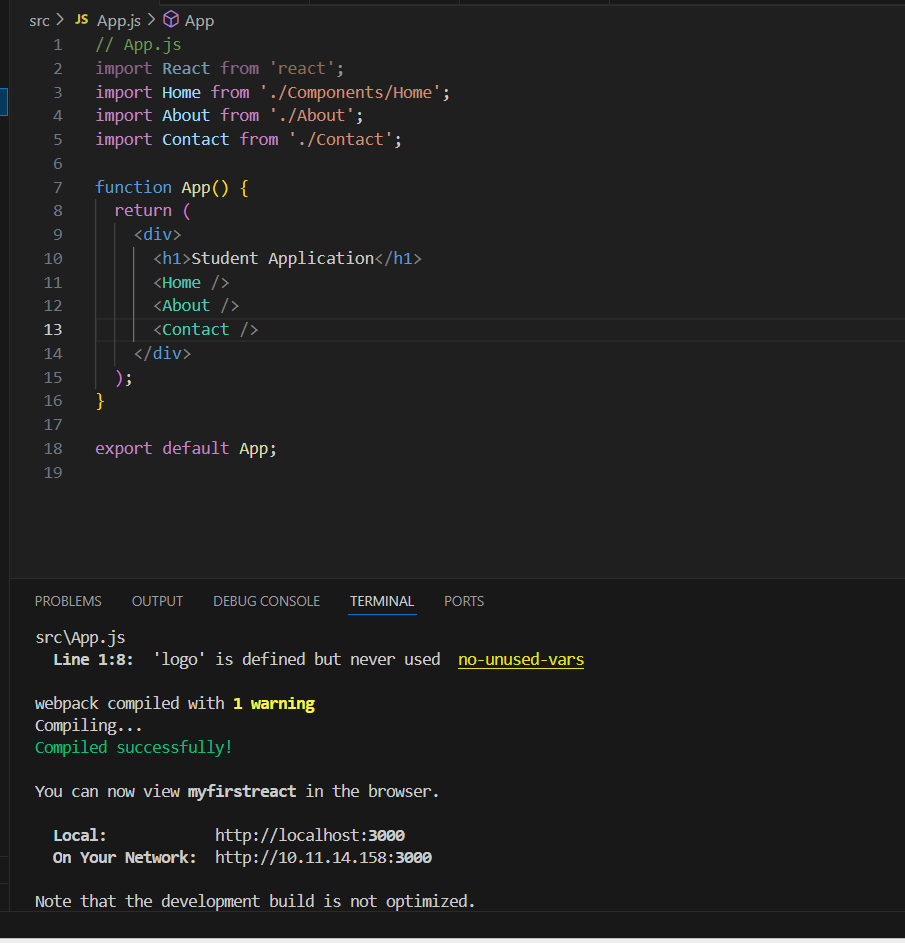 src > JS App.js > App
1 // App.js
2 import React from 'react';
3 import Home from './Components/Home';
4 import About from './About';
5 import Contact from './Contact';
6
7 function App() {
8 return (
9 <div>
10 <h1>Student Application</h1>
11 <Home />
12 <About />
13 <Contact />
14 </div>
15 );
16 }
17
18 export default App;
19
PROBLEMS OUTPUT DEBUG CONSOLE TERMINAL PORTS
src\App.js
Line 1:8: 'logo' is defined but never used no-unused-vars
webpack compiled with 1 warning
Compiling...
Compiled successfully!
You can now view myfirstreact in the browser.
Local: http://localhost:3000
On Your Network: http://10.11.14.158:3000
Note that the development build is not optimized.